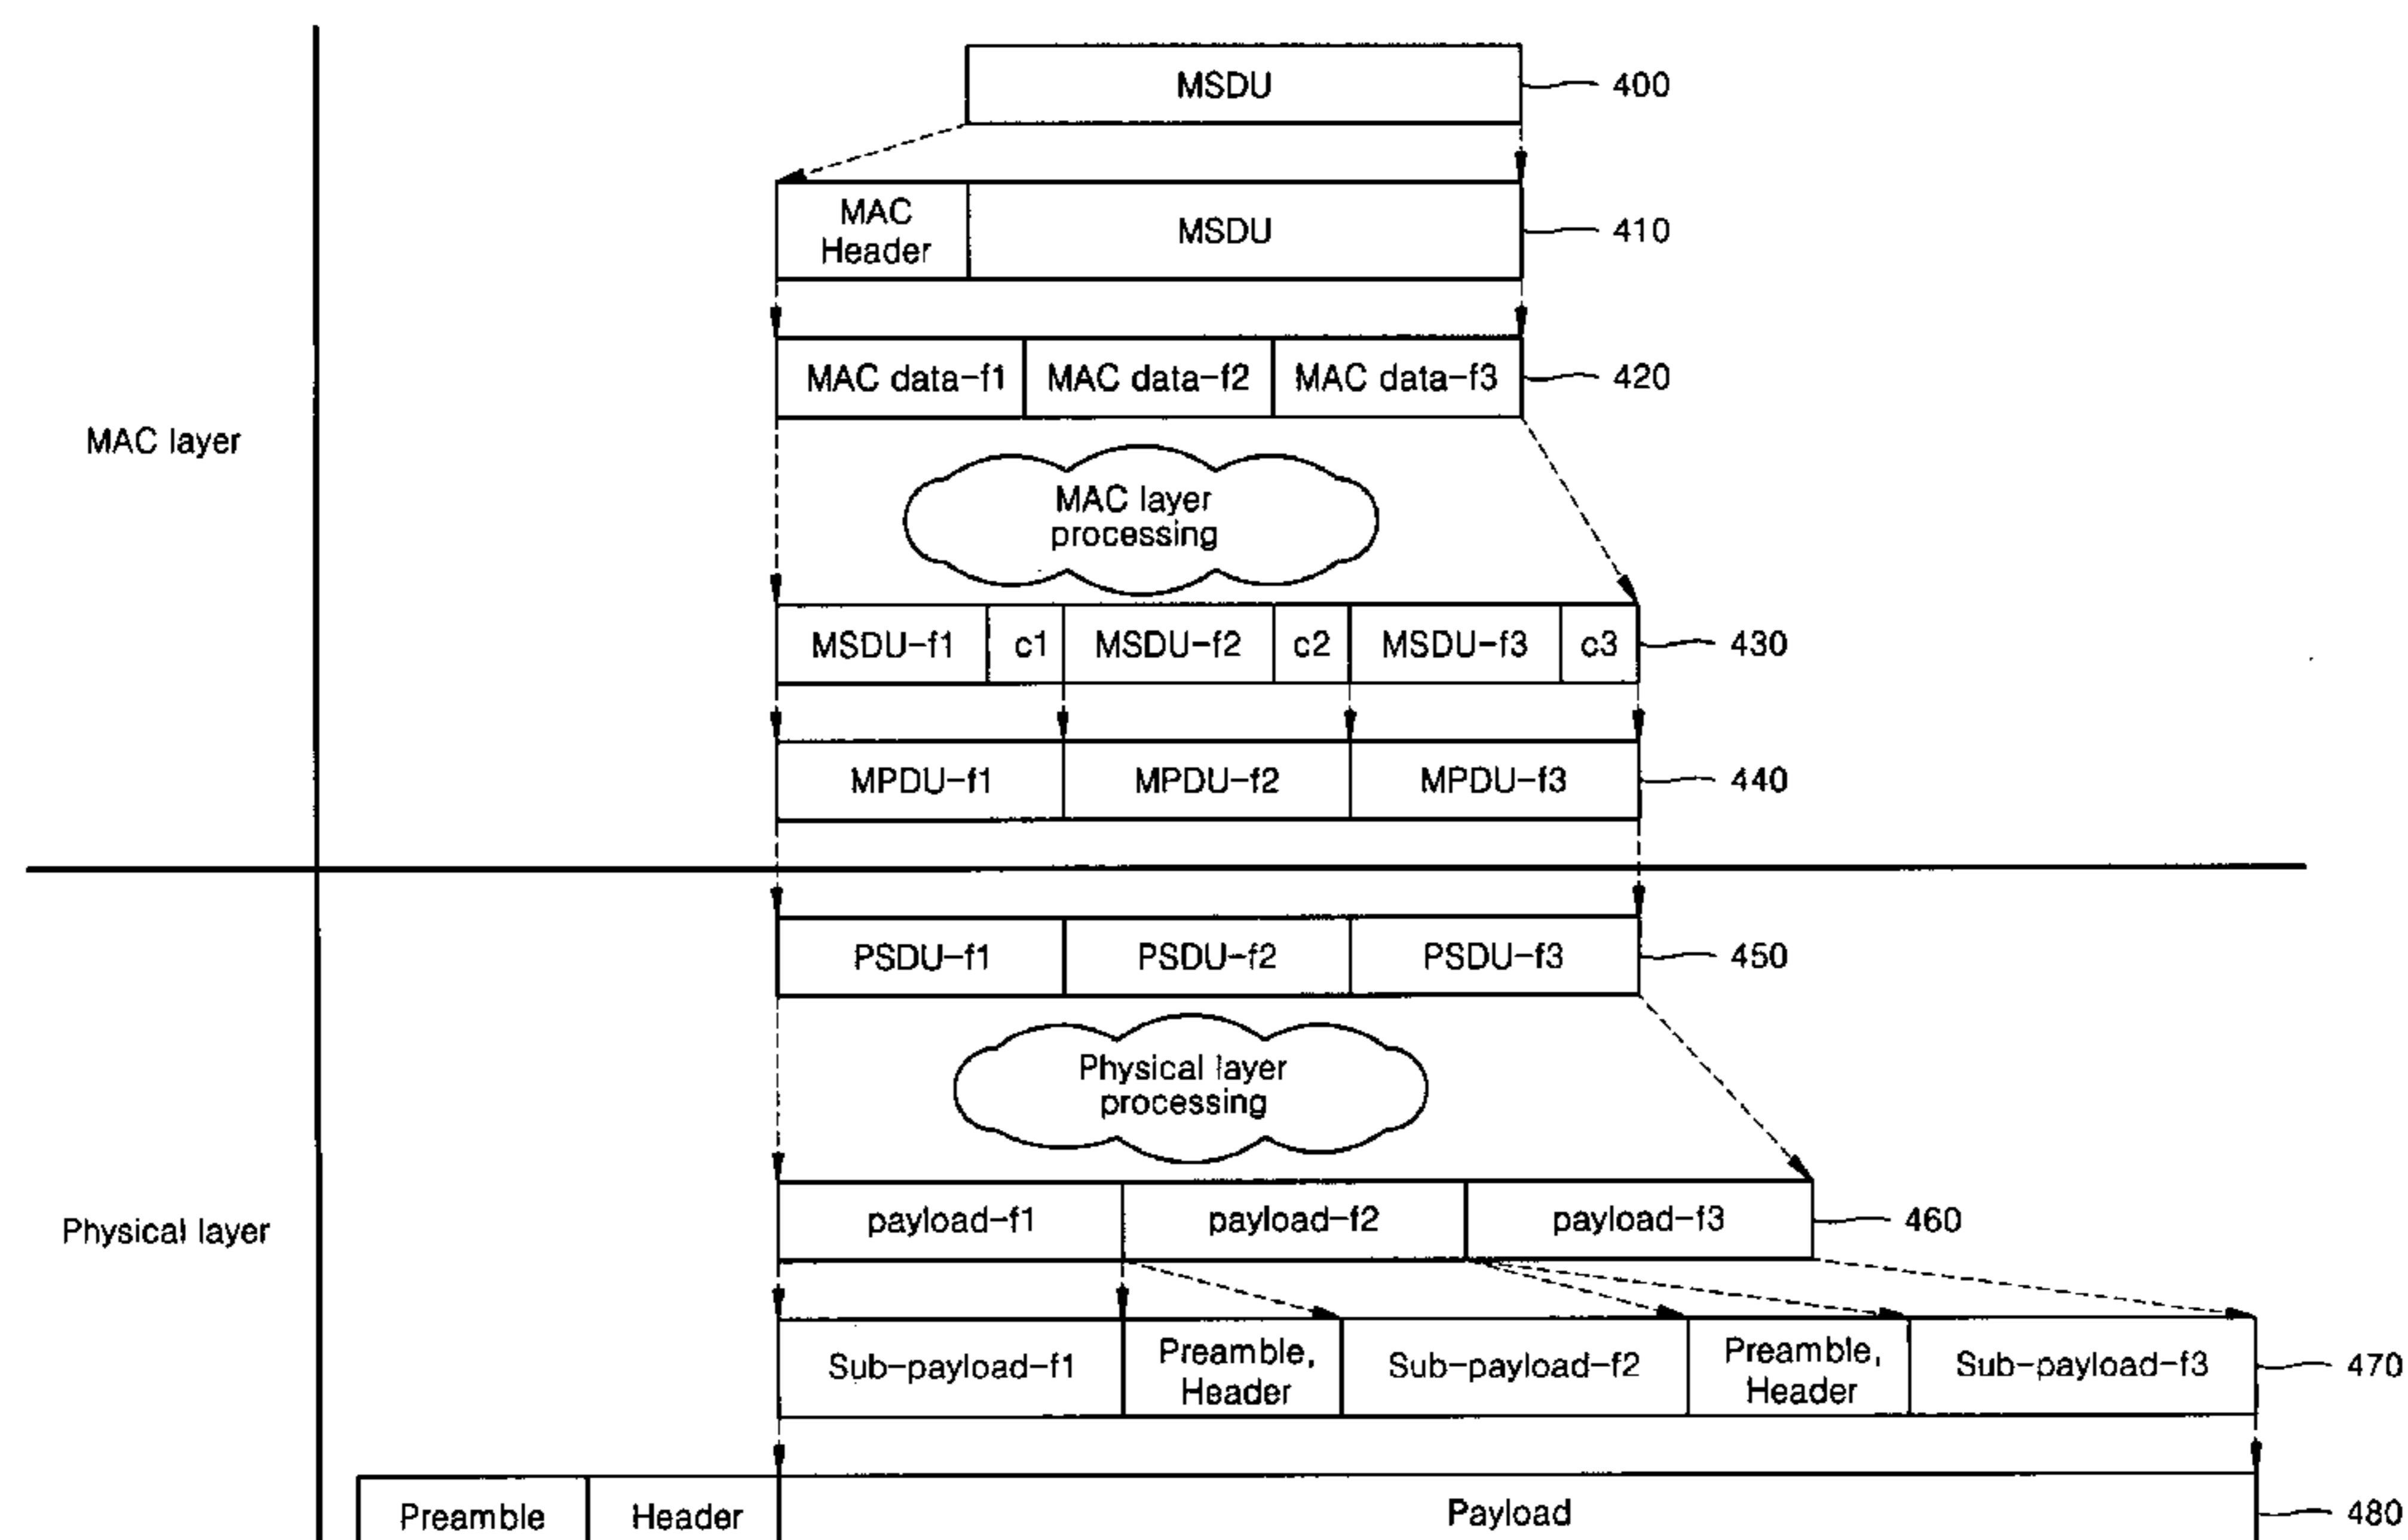 MSDU 400
MAC
Header MSDU 410
MAC data-f1 MAC data-f2 MAC data-f3 420
MAC layer
MAC layer
processing
MSDU-f1 c1 MSDU-f2 c2 MSDU-f3 c3 430
MPDU-f1 MPDU-f2 MPDU-f3 440
PSDU-f1 PSDU-f2 PSDU-f3 450
Physical layer
processing
payload-f1 payload-f2 payload-f3 460
Physical layer
Sub-payload-f1 Preamble,
Header Sub-payload-f2 Preamble,
Header Sub-payload-f3 470
Preamble Header Payload 480